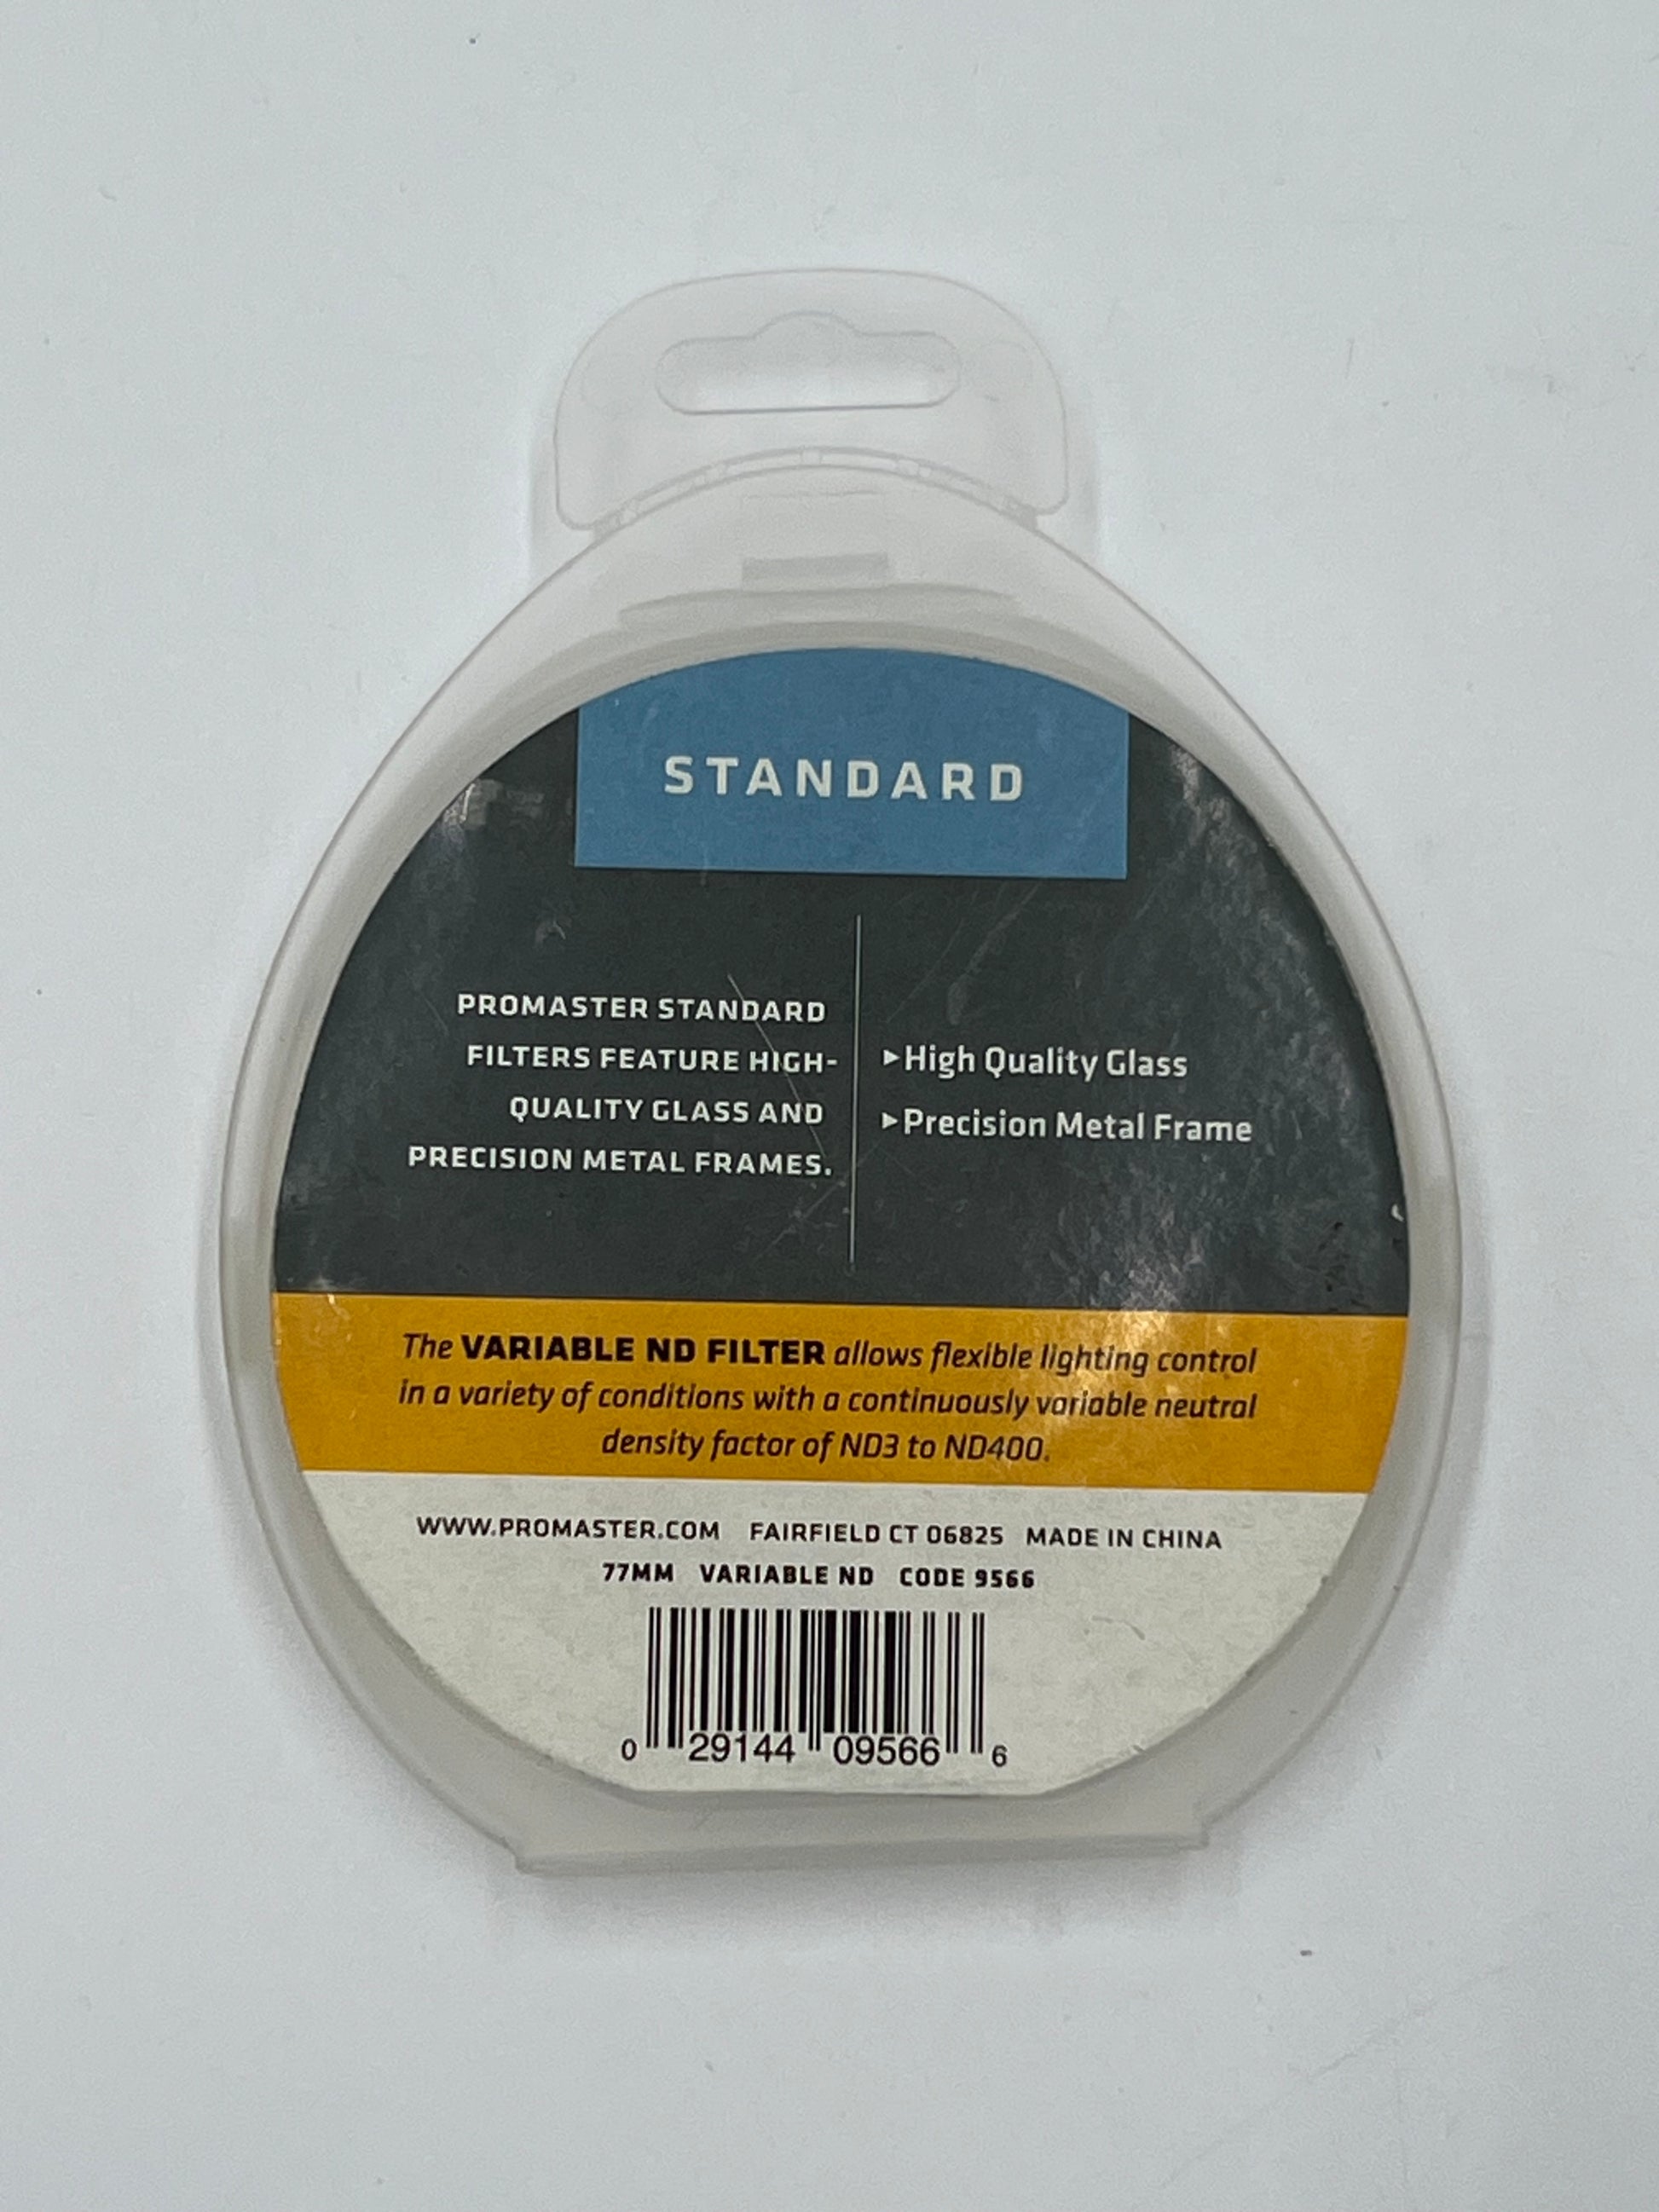 STANDARD
PROMASTER STANDARD
FILTERS FEATURE HIGH-
QUALITY GLASS AND
PRECISION METAL FRAMES.
▸High Quality Glass
▸Precision Metal Frame
The VARIABLE ND FILTER allows flexible lighting control
in a variety of conditions with a continuously variable neutral
density factor of ND3 to ND400.
WWW.PROMASTER.COM FAIRFIELD CT 06825 MADE IN CHINA
77MM VARIABLE ND CODE 9566
0 29144 09566 6